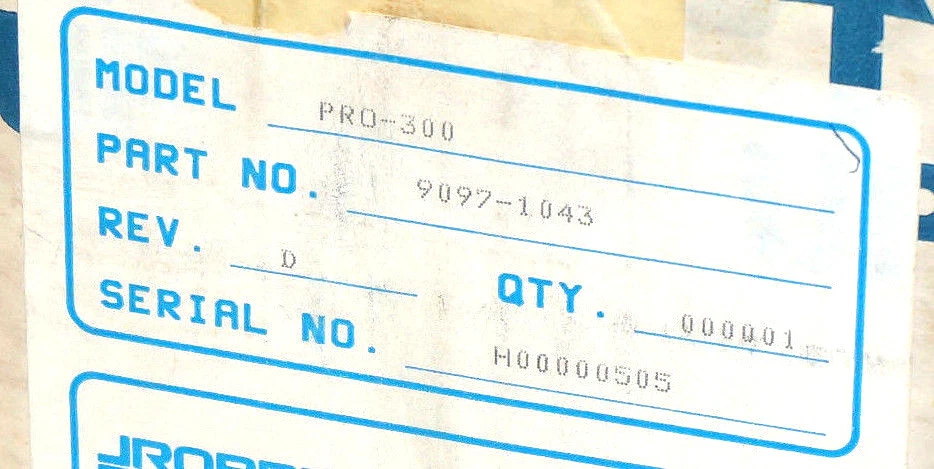 MODEL PRO-300
PART NO. 9097-1043
REV. D QTY. 000001
SERIAL NO. H00000505